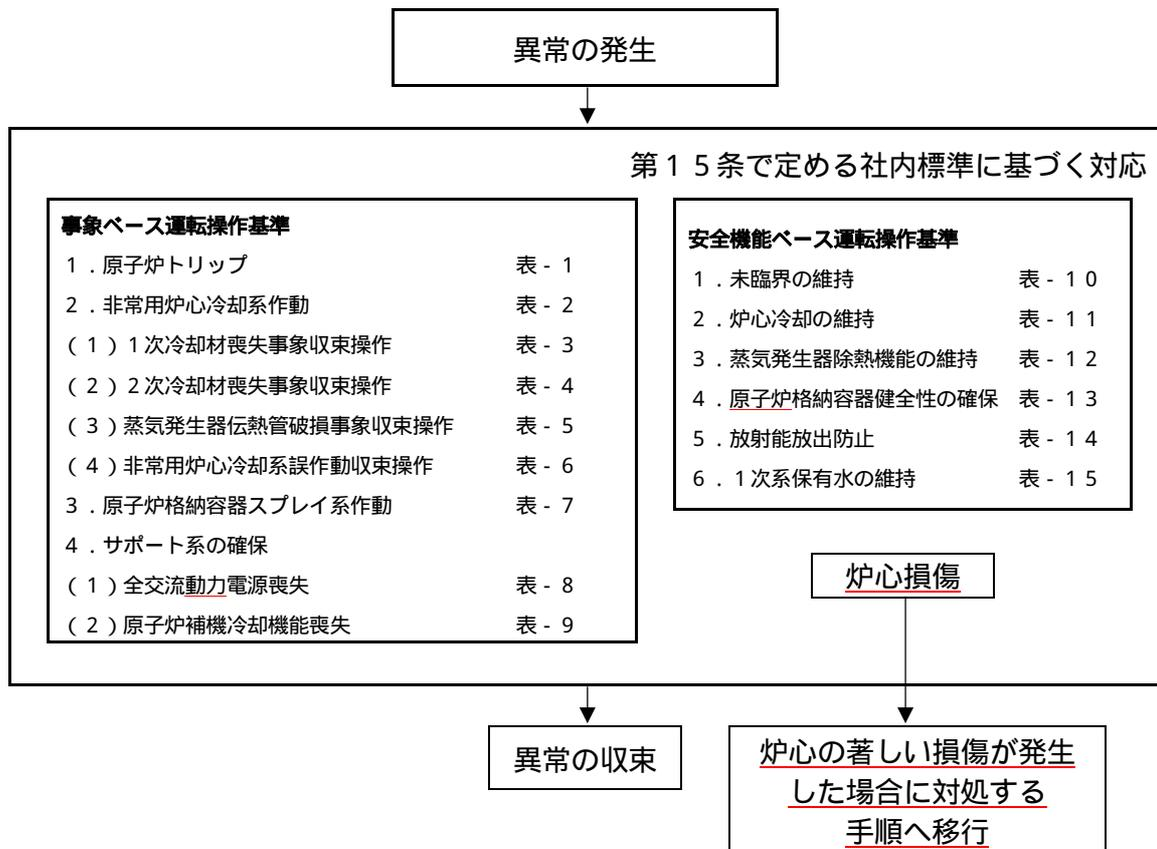 異常の発生
第１５条で定める社内標準に基づく対応
事象ベース運転操作基準
１．原子炉トリップ 表-１
２．非常用炉心冷却系作動 表-２
（１）１次冷却材喪失事象収束操作 表-３
（２）２次冷却材喪失事象収束操作 表-４
（３）蒸気発生器伝熱管破損事象収束操作 表-５
（４）非常用炉心冷却系誤作動収束操作 表-６
３．原子炉格納容器スプレイ系作動 表-７
４．サポート系の確保
（１）全交流動力電源喪失 表-８
（２）原子炉補機冷却機能喪失 表-９
安全機能ベース運転操作基準
１．未臨界の維持 表-１０
２．炉心冷却の維持 表-１１
３．蒸気発生器除熱機能の維持 表-１２
４．原子炉格納容器健全性の確保 表-１３
５．放射能放出防止 表-１４
６．１次系保有水の維持 表-１５
炉心損傷
異常の収束
炉心の著しい損傷が発生
した場合に対処する
手順へ移行